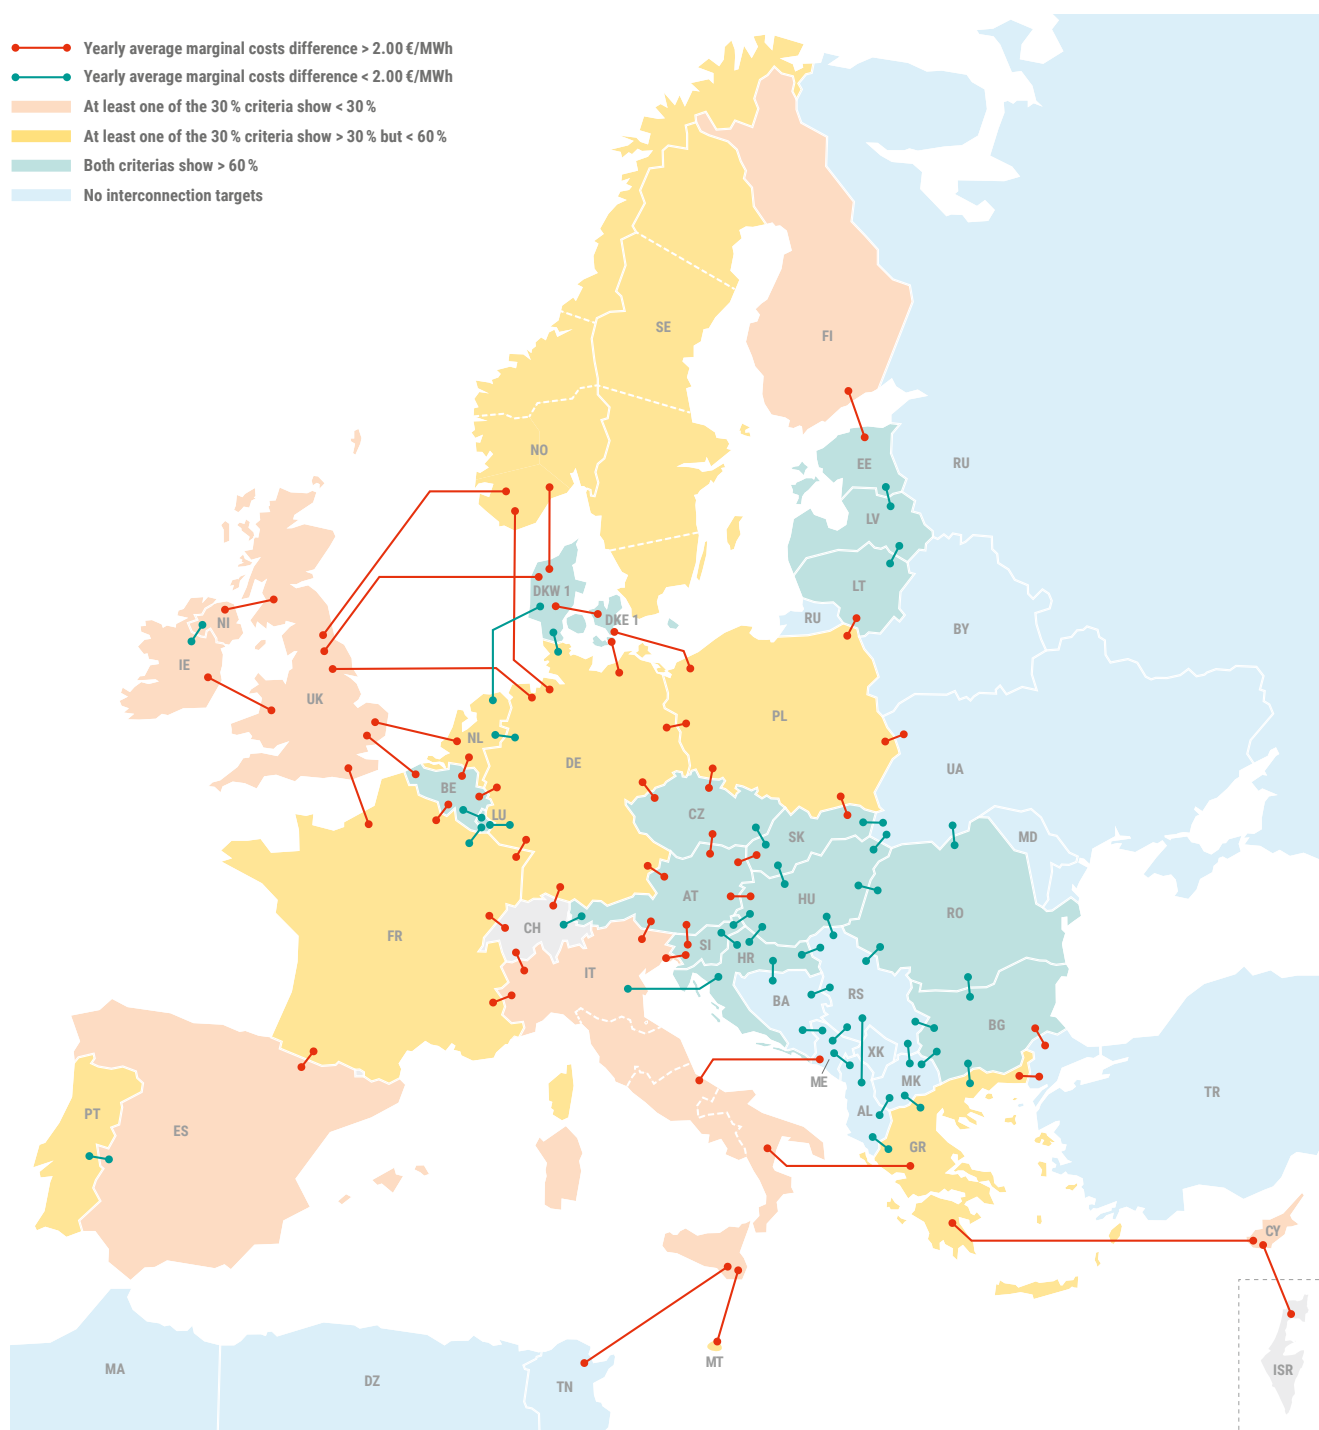 Yearly average marginal costs difference > 2.00 €/MWh
Yearly average marginal costs difference < 2.00 €/MWh
At least one of the 30 % criteria show < 30 %
At least one of the 30 % criteria show > 30 % but < 60 %
Both criterias show > 60 %
No interconnection targets
SE
FI
NO
EE
RU
LV
DKW 1
LT
NI
DKE 1
RU
BY
IE
UK
PL
NL
DE
UA
BE
LU
CZ
SK
MD
AT
HU
RO
CH
FR
SI
HR
IT
BA
RS
BG
XK
ME
MK
TR
PT
AL
ES
GR
CY
MT
MA
DZ
TN
ISR